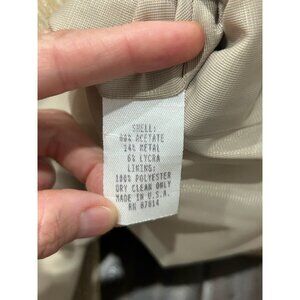 SHELL:
80% ACETATE
14% METAL
6% LYCRA
LINING:
100% POLYESTER
DRY CLEAN ONLY
MADE IN U.S.A.
RN 87814